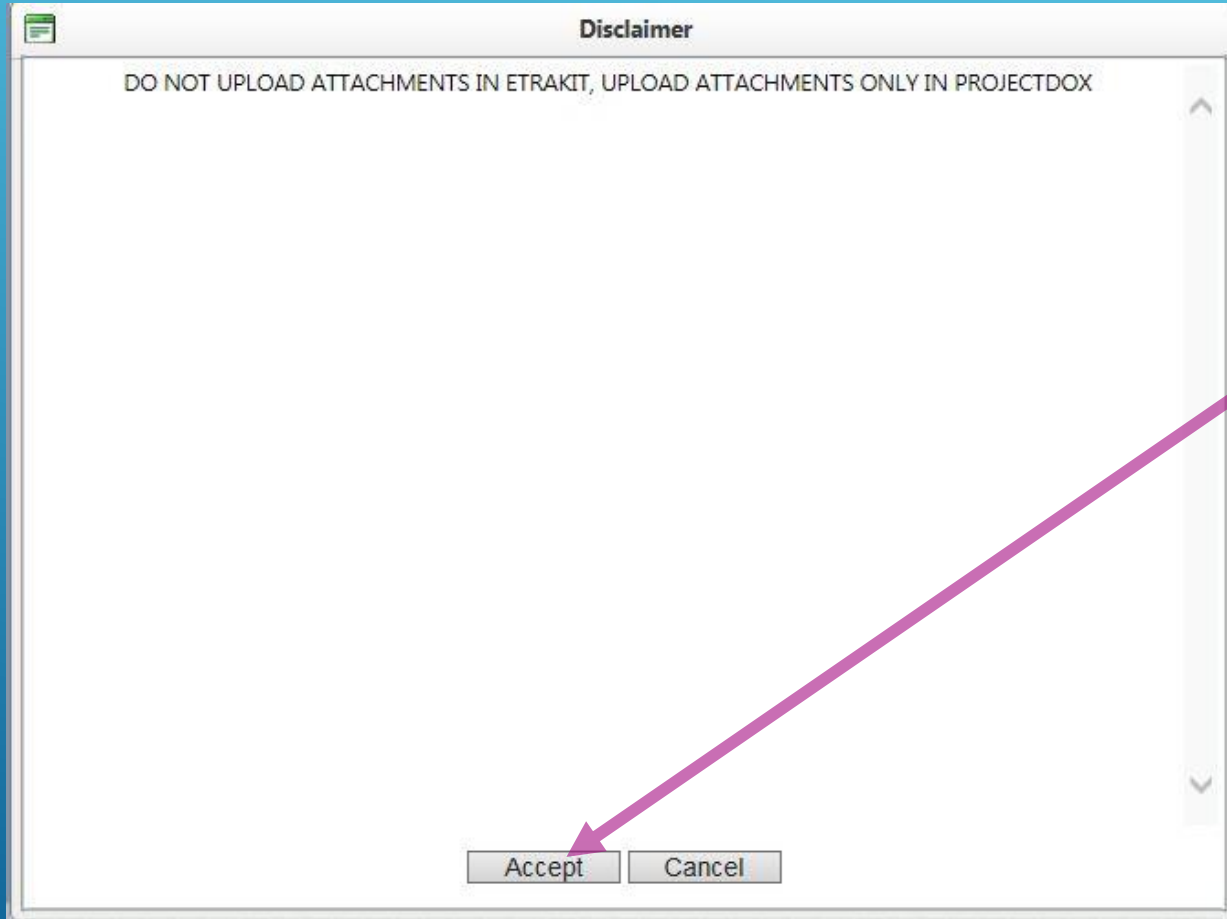 Disclaimer
DO NOT UPLOAD ATTACHMENTS IN ETRAKIT, UPLOAD ATTACHMENTS ONLY IN PROJECTDOX
Accept Cancel